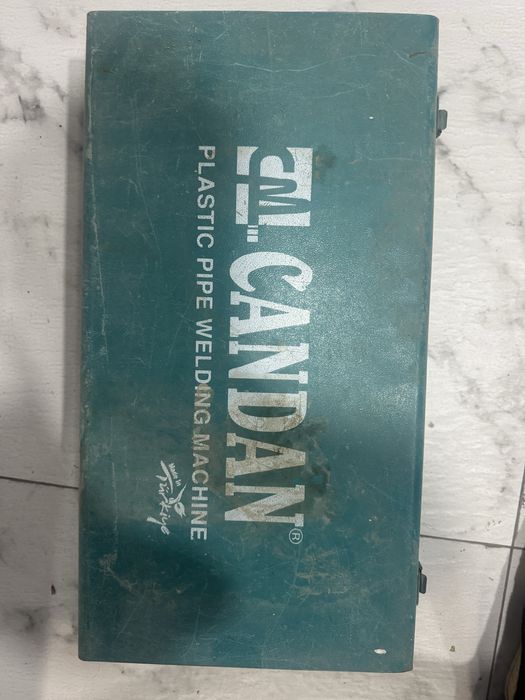 CM
CANDAN®
PLASTIC PIPE WELDING MACHINE
Made in
Türkiye